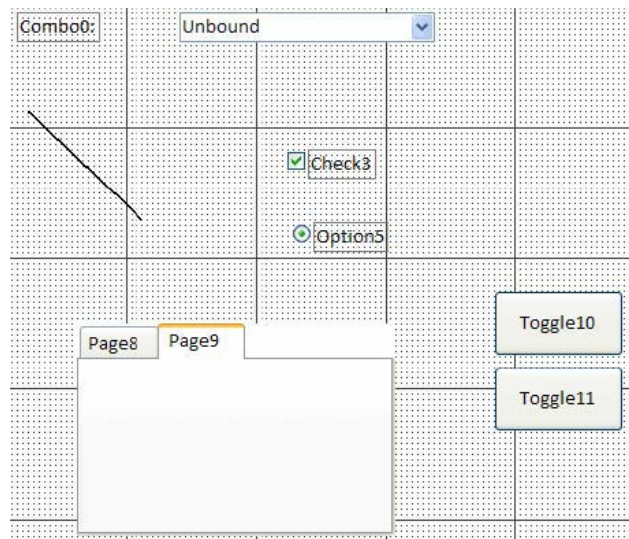 Combo0: Unbound
Check3
Option5
Toggle10
Page8 Page9
Toggle11